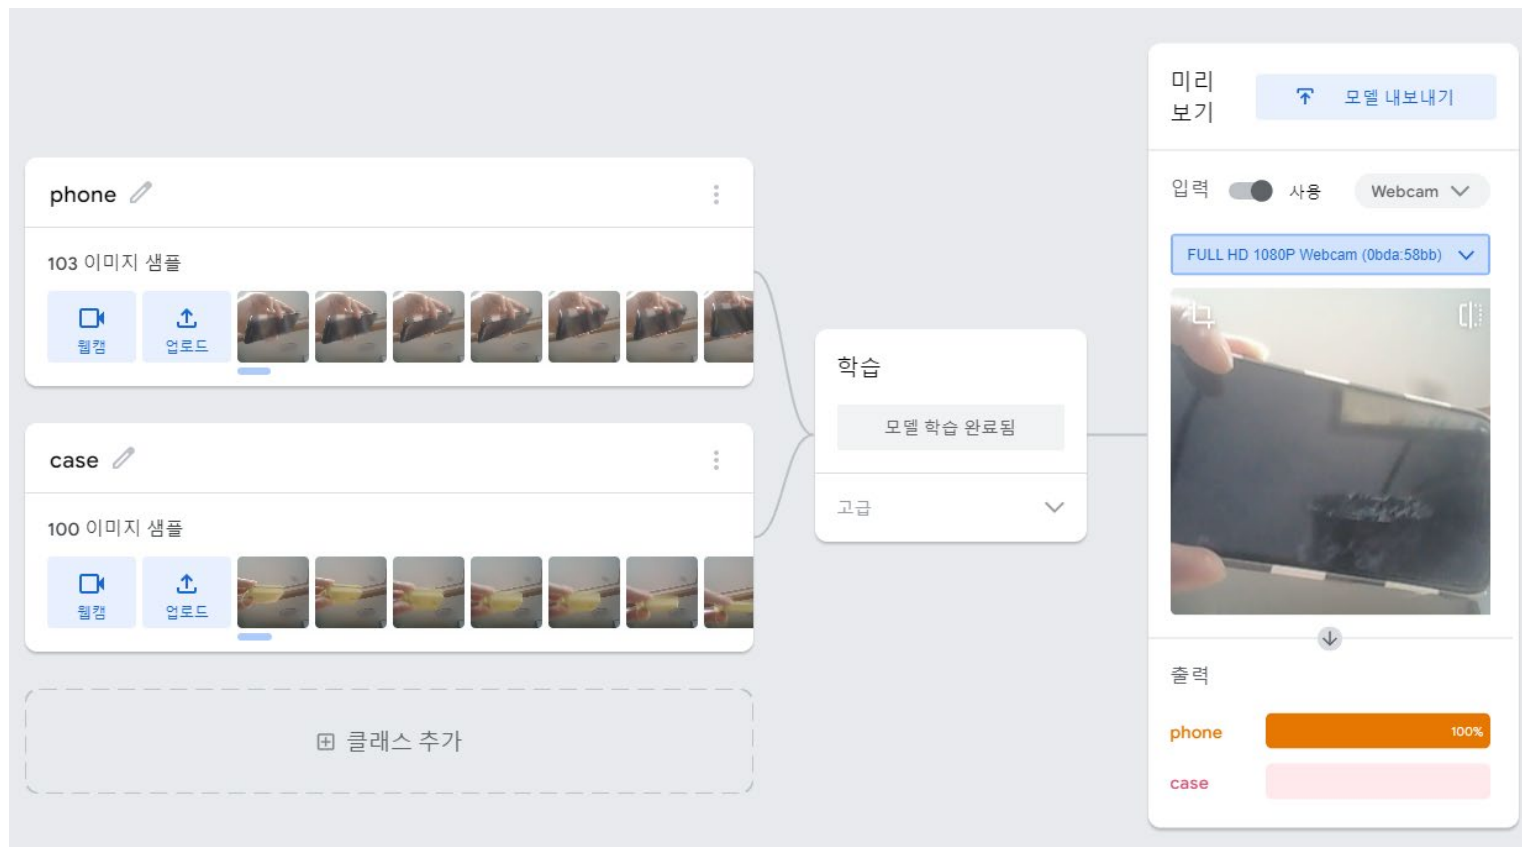 phone
103 이미지 샘플
웹캠
업로드
case
100 이미지 샘플
웹캠
업로드
클래스 추가
학습
모델 학습 완료됨
고급
미리
보기
모델 내보내기
입력
사용
Webcam
FULL HD 1080P Webcam (0bda:58bb)
출력
phone
100%
case